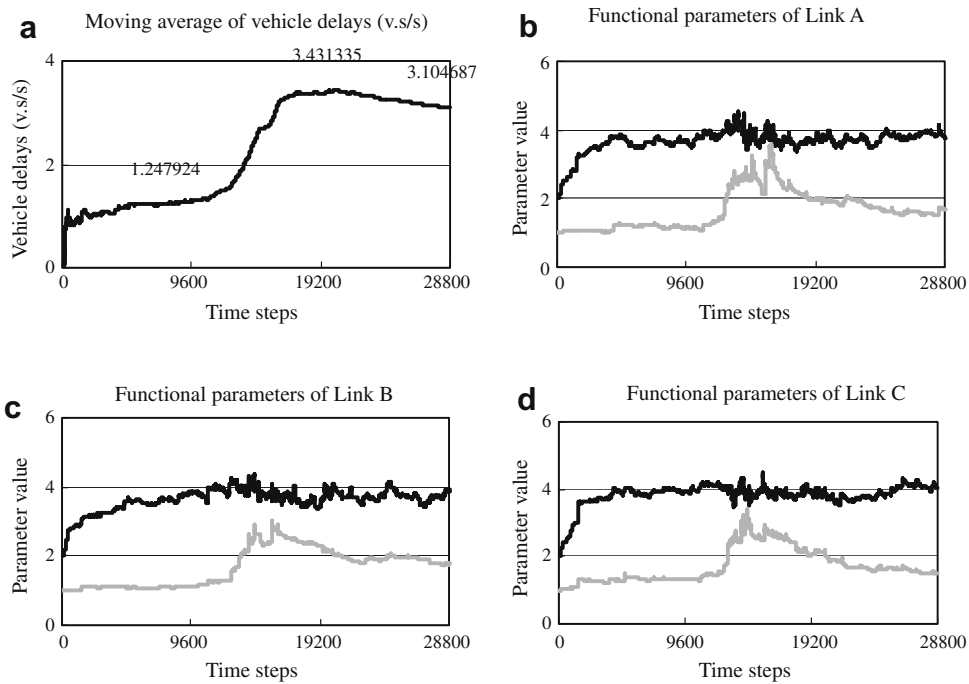 a
Moving average of vehicle delays (v.s/s)
3.431335
3.104687
1.247924
Vehicle delays (v.s/s)
4
2
0
0 9600 19200 28800
Time steps
b
Functional parameters of Link A
Parameter value
6
4
2
0
0 9600 19200 28800
Time steps
c
Functional parameters of Link B
Parameter value
6
4
2
0
0 9600 19200 28800
Time steps
d
Functional parameters of Link C
Parameter value
6
4
2
0
0 9600 19200 28800
Time steps